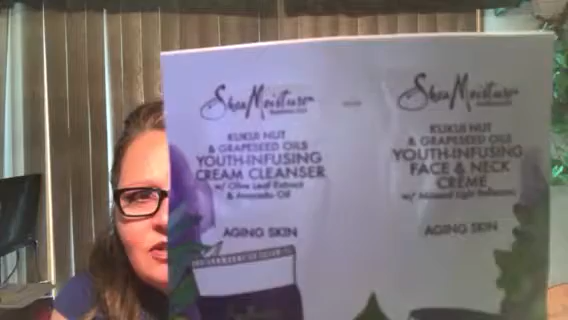 SheaMoisture
KUKUI NUT
& GRAPESEED OILS
YOUTH-INFUSING
CREAM CLEANSER
w/ Olive Leaf Extract
& Avocado Oil
AGING SKIN
SheaMoisture
KUKUI NUT
& GRAPESEED OILS
YOUTH-INFUSING
FACE & NECK
CRÈME
AGING SKIN